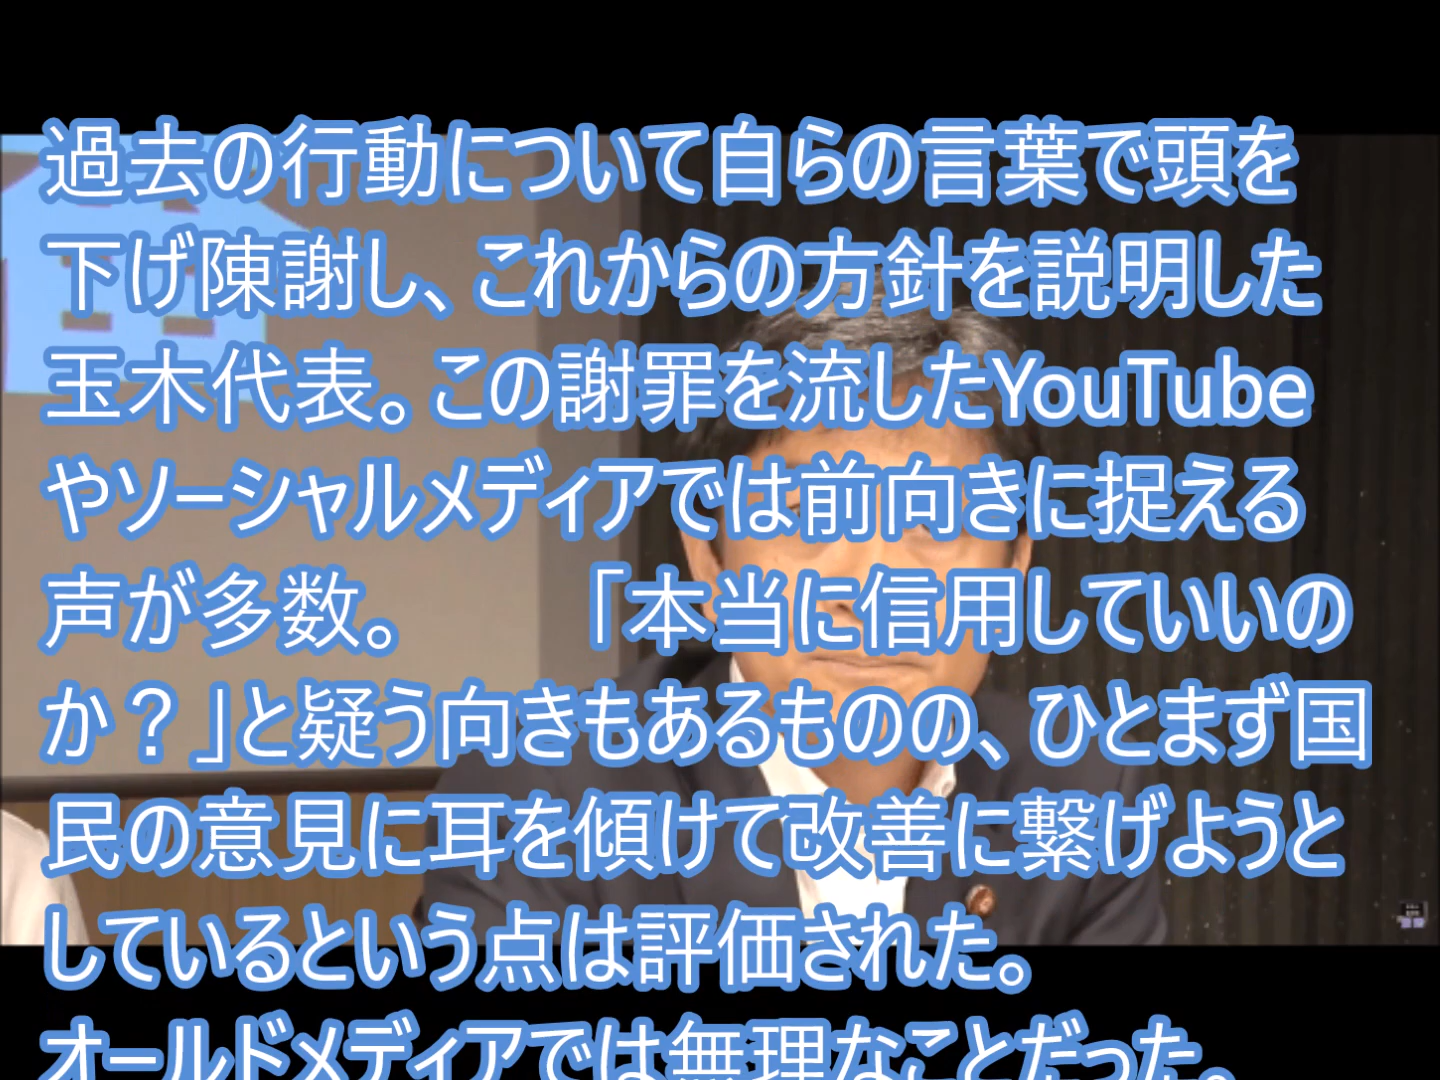 過去の行動について自らの言葉で頭を
下げ陳謝し、これからの方針を説明した
玉木代表。この謝罪を流したYouTube
やソーシャルメディアでは前向きに捉える
声が多数。　　「本当に信用していいの
か？」と疑う向きもあるものの、ひとまず国
民の意見に耳を傾けて改善に繋げようと
しているという点は評価された。
オールドメディアでは無理なことだった。